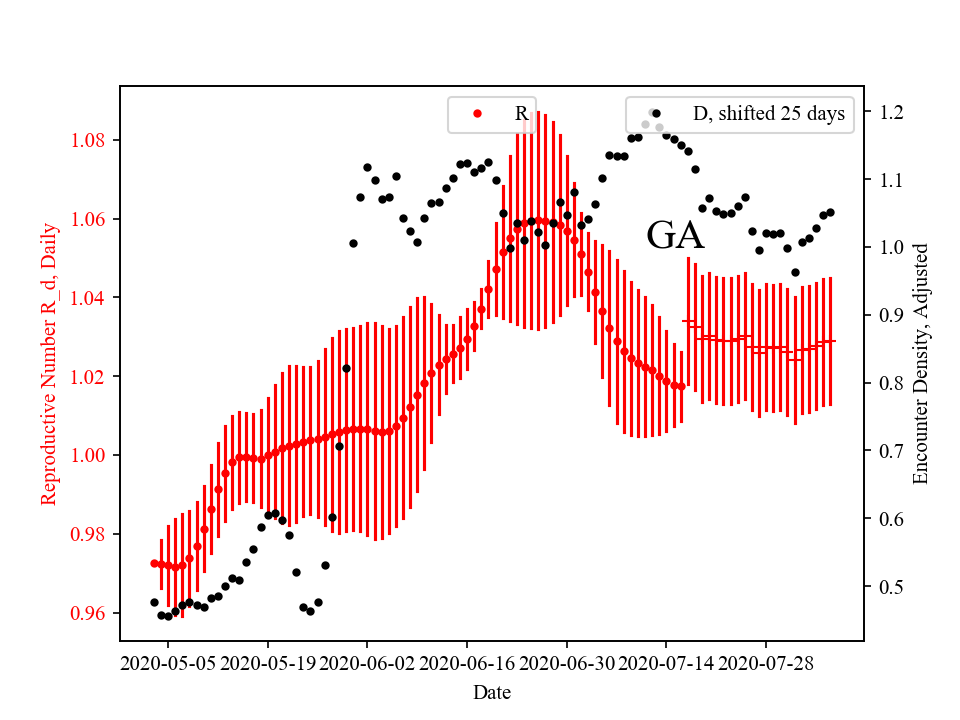 R
D, shifted 25 days
GA
Reproductive Number R_d, Daily
1.08
1.06
1.04
1.02
1.00
0.98
0.96
1.2
1.1
1.0
0.9
0.8
0.7
0.6
0.5
Encounter Density, Adjusted
2020-05-05 2020-05-19 2020-06-02 2020-06-16 2020-06-30 2020-07-14 2020-07-28
Date